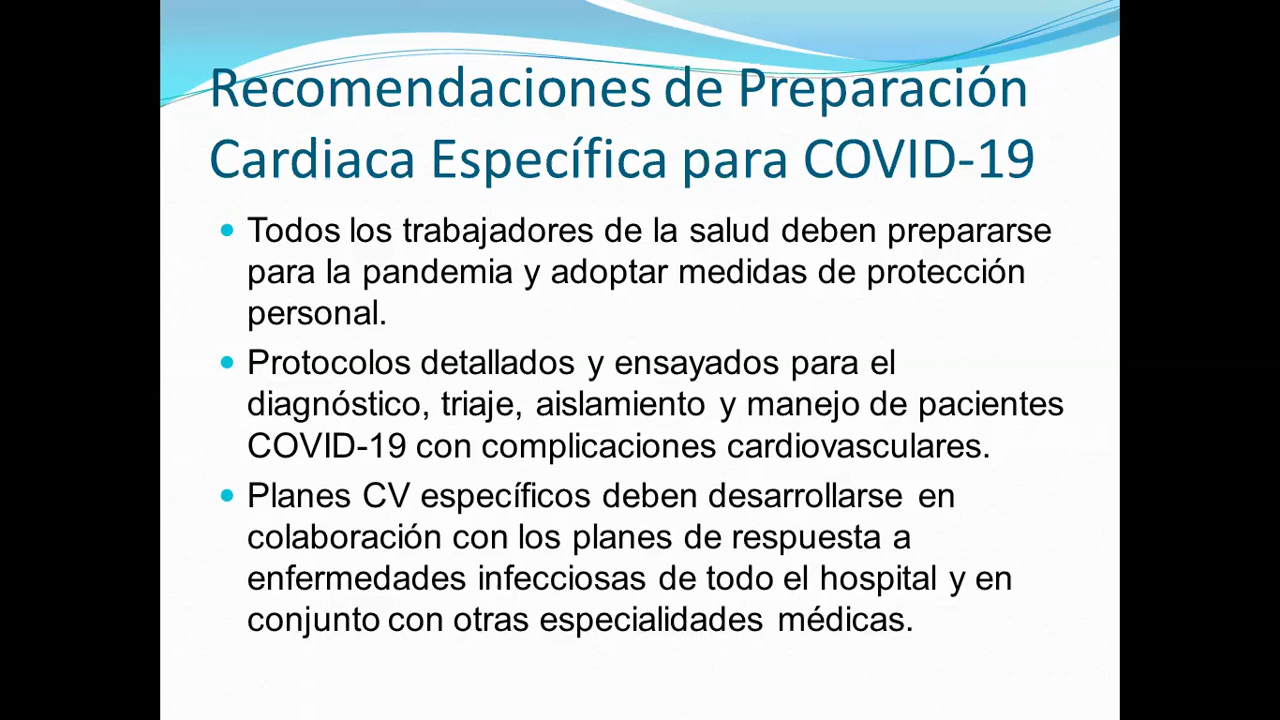 Recomendaciones de Preparación
Cardiaca Específica para COVID-19
Todos los trabajadores de la salud deben prepararse
para la pandemia y adoptar medidas de protección
personal.
Protocolos detallados y ensayados para el
diagnóstico, triaje, aislamiento y manejo de pacientes
COVID-19 con complicaciones cardiovasculares.
Planes CV específicos deben desarrollarse en
colaboración con los planes de respuesta a
enfermedades infecciosas de todo el hospital y en
conjunto con otras especialidades médicas.